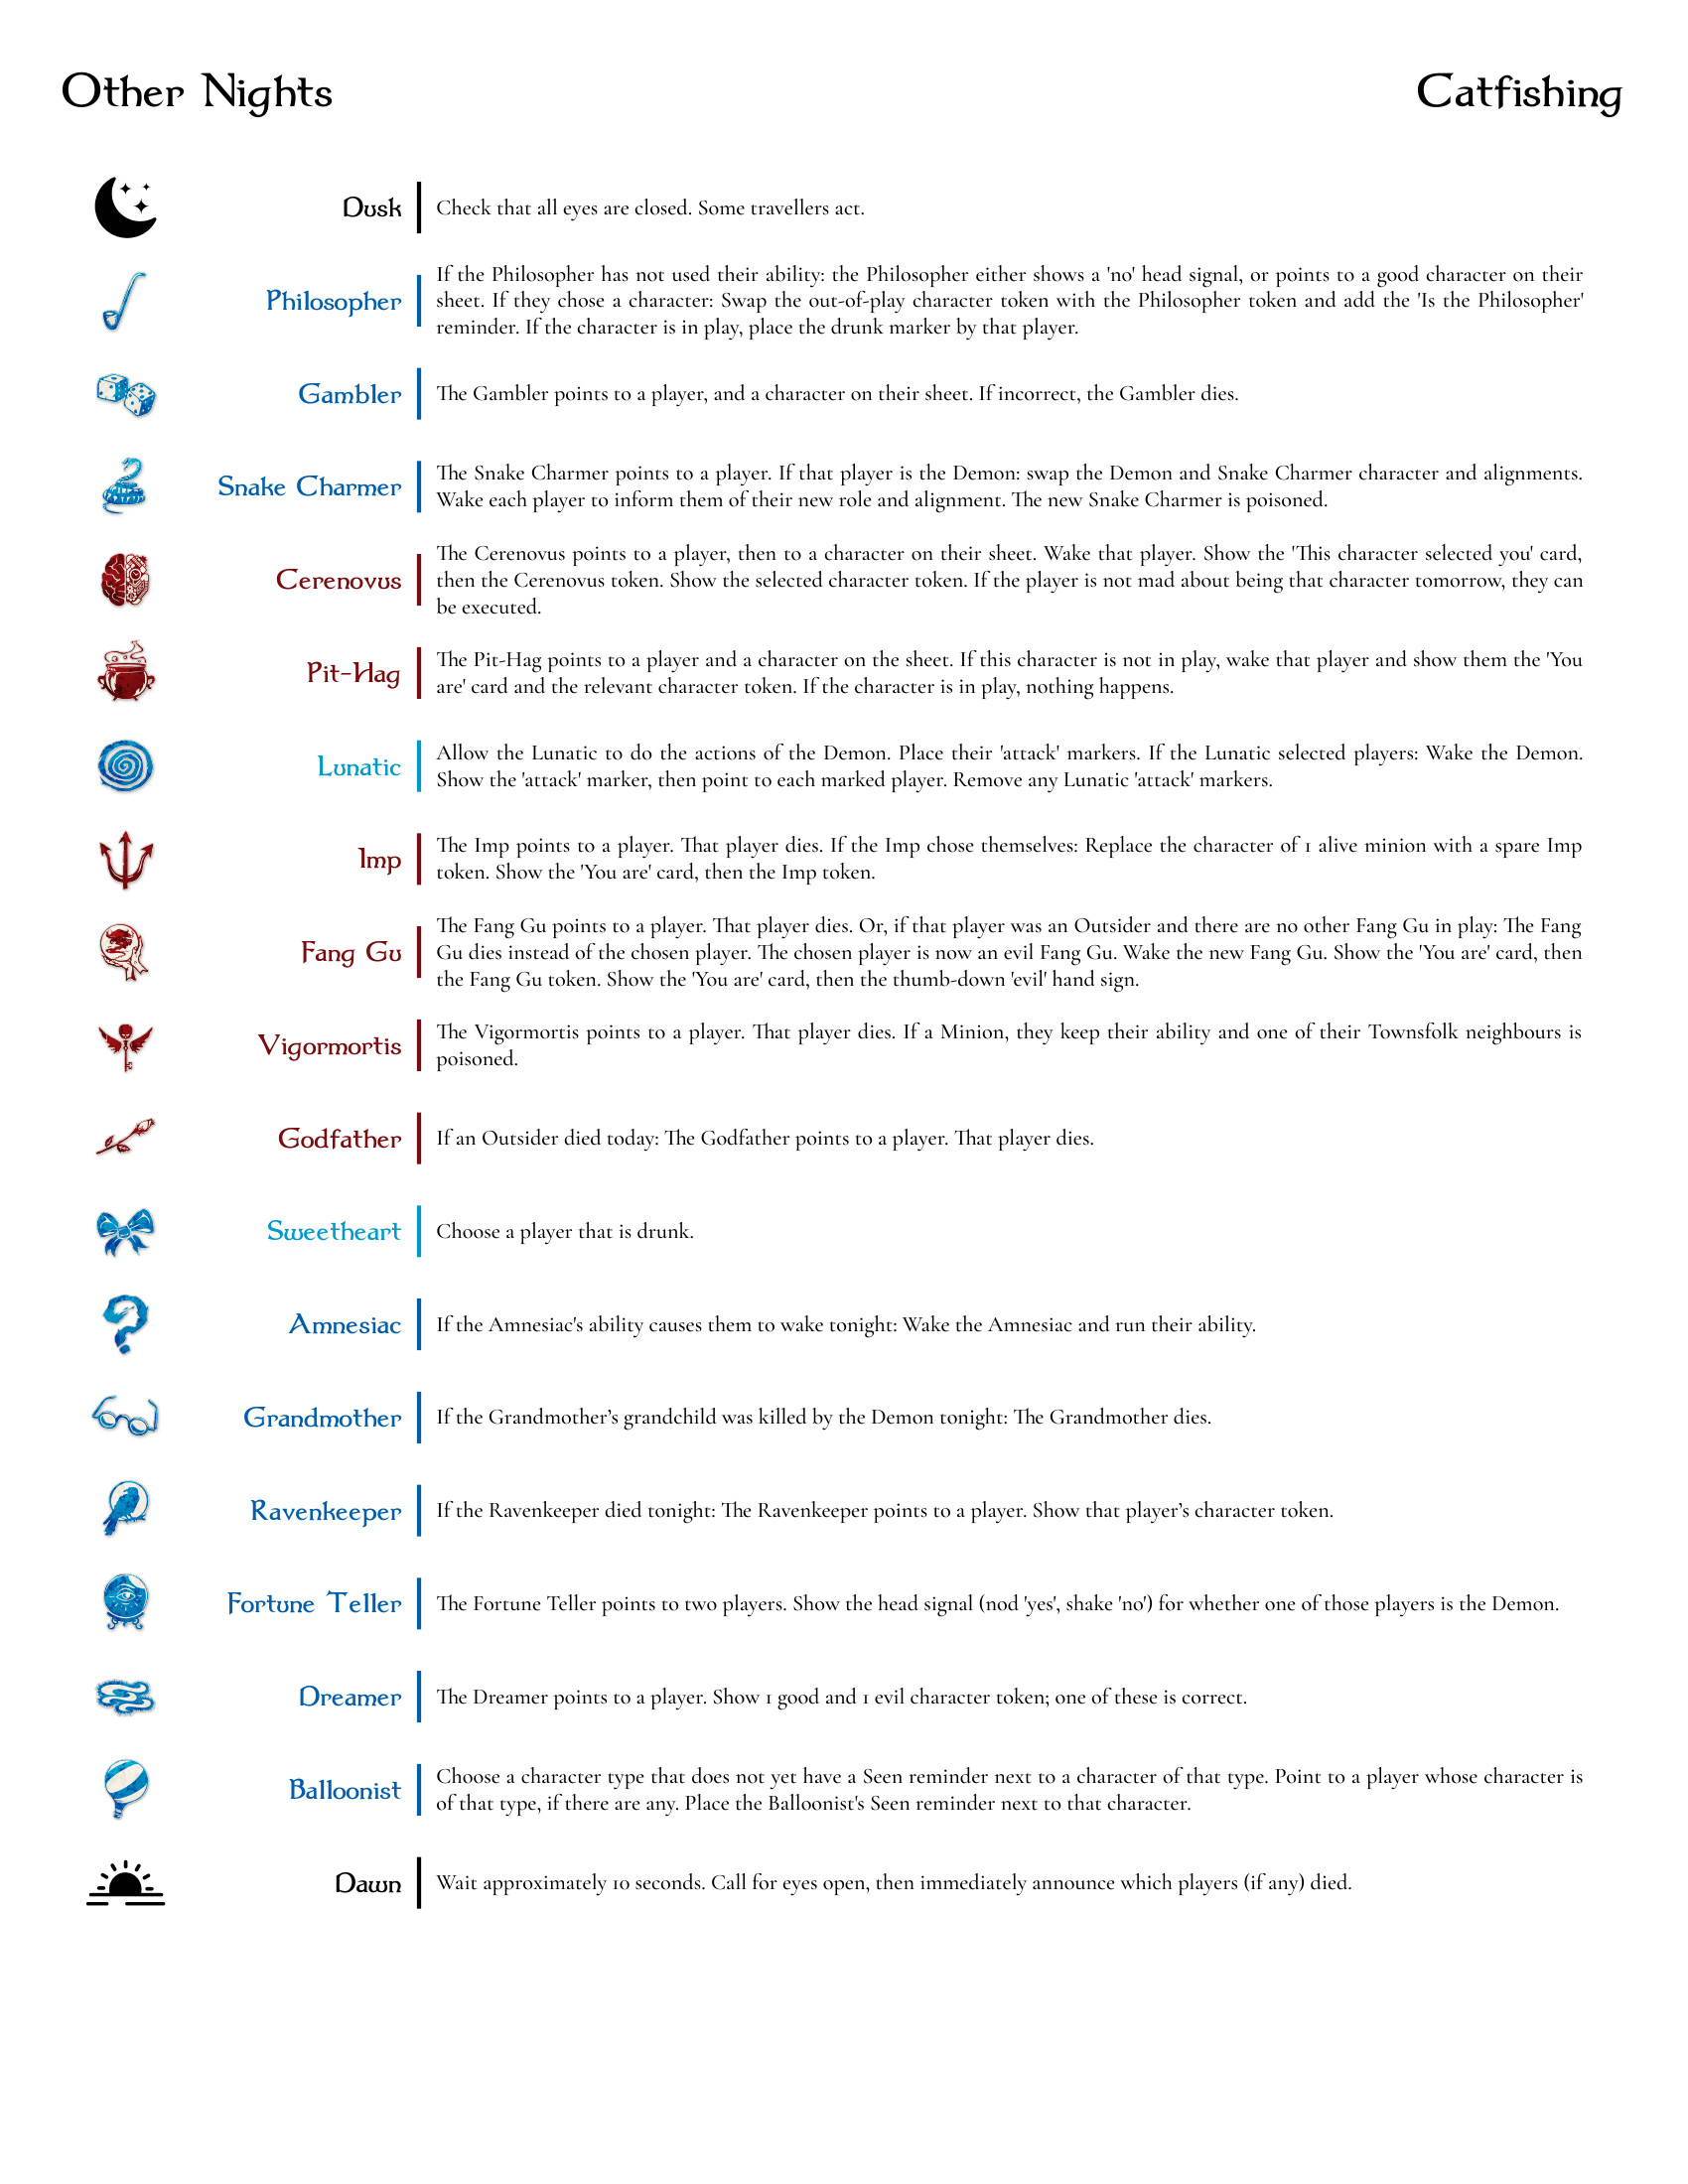 Other Nights
Catfishing
Dusk
Check that all eyes are closed. Some travellers act.
Philosopher
If the Philosopher has not used their ability: the Philosopher either shows a 'no' head signal, or points to a good character on their
sheet. If they chose a character: Swap the out-of-play character token with the Philosopher token and add the 'Is the Philosopher'
reminder. If the character is in play, place the drunk marker by that player.
Gambler
The Gambler points to a player, and a character on their sheet. If incorrect, the Gambler dies.
Snake Charmer
The Snake Charmer points to a player. If that player is the Demon: swap the Demon and Snake Charmer character and alignments.
Wake each player to inform them of their new role and alignment. The new Snake Charmer is poisoned.
Cerenovus
The Cerenovus points to a player, then to a character on their sheet. Wake that player. Show the 'This character selected you' card,
then the Cerenovus token. Show the selected character token. If the player is not mad about being that character tomorrow, they can
be executed.
Pit-Hag
The Pit-Hag points to a player and a character on the sheet. If this character is not in play, wake that player and show them the 'You
are' card and the relevant character token. If the character is in play, nothing happens.
Lunatic
Allow the Lunatic to do the actions of the Demon. Place their 'attack' markers. If the Lunatic selected players: Wake the Demon.
Show the 'attack' marker, then point to each marked player. Remove any Lunatic 'attack' markers.
Imp
The Imp points to a player. That player dies. If the Imp chose themselves: Replace the character of 1 alive minion with a spare Imp
token. Show the 'You are' card, then the Imp token.
Fang Gu
The Fang Gu points to a player. That player dies. Or, if that player was an Outsider and there are no other Fang Gu in play: The Fang
Gu dies instead of the chosen player. The chosen player is now an evil Fang Gu. Wake the new Fang Gu. Show the 'You are' card, then
the Fang Gu token. Show the 'You are' card, then the thumb-down 'evil' hand sign.
Vigormortis
The Vigormortis points to a player. That player dies. If a Minion, they keep their ability and one of their Townsfolk neighbours is
poisoned.
Godfather
If an Outsider died today: The Godfather points to a player. That player dies.
Sweetheart
Choose a player that is drunk.
Amnesiac
If the Amnesiac's ability causes them to wake tonight: Wake the Amnesiac and run their ability.
Grandmother
If the Grandmother’s grandchild was killed by the Demon tonight: The Grandmother dies.
Ravenkeeper
If the Ravenkeeper died tonight: The Ravenkeeper points to a player. Show that player’s character token.
Fortune Teller
The Fortune Teller points to two players. Show the head signal (nod 'yes', shake 'no') for whether one of those players is the Demon.
Dreamer
The Dreamer points to a player. Show 1 good and 1 evil character token; one of these is correct.
Balloonist
Choose a character type that does not yet have a Seen reminder next to a character of that type. Point to a player whose character is
of that type, if there are any. Place the Balloonist's Seen reminder next to that character.
Dawn
Wait approximately 10 seconds. Call for eyes open, then immediately announce which players (if any) died.